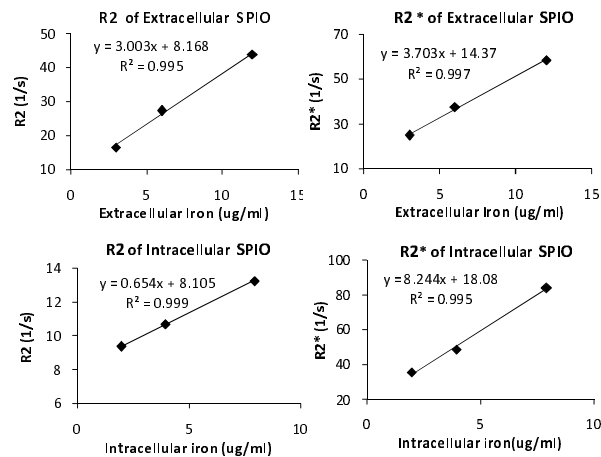 R2 of Extracellular SPIO
y = 3.003x + 8.168
R² = 0.995
R2 (1/s)
50
40
30
20
10
0 5 10 15
Extracellular Iron (ug/ml)
R2* of Extracellular SPIO
y = 3.703x + 14.37
R² = 0.997
R2* (1/s)
70
50
30
10
0 5 10 15
Extracellular Iron (ug/ml)
R2 of Intracellular SPIO
y = 0.654x + 8.105
R² = 0.999
R2 (1/s)
14
12
10
8
6
0 5 10
Intracellular iron (ug/ml)
R2* of Intracellular SPIO
y = 8.244x + 18.08
R² = 0.995
R2* (1/s)
100
80
60
40
20
0 5 10
Intracellular iron(ug/ml)